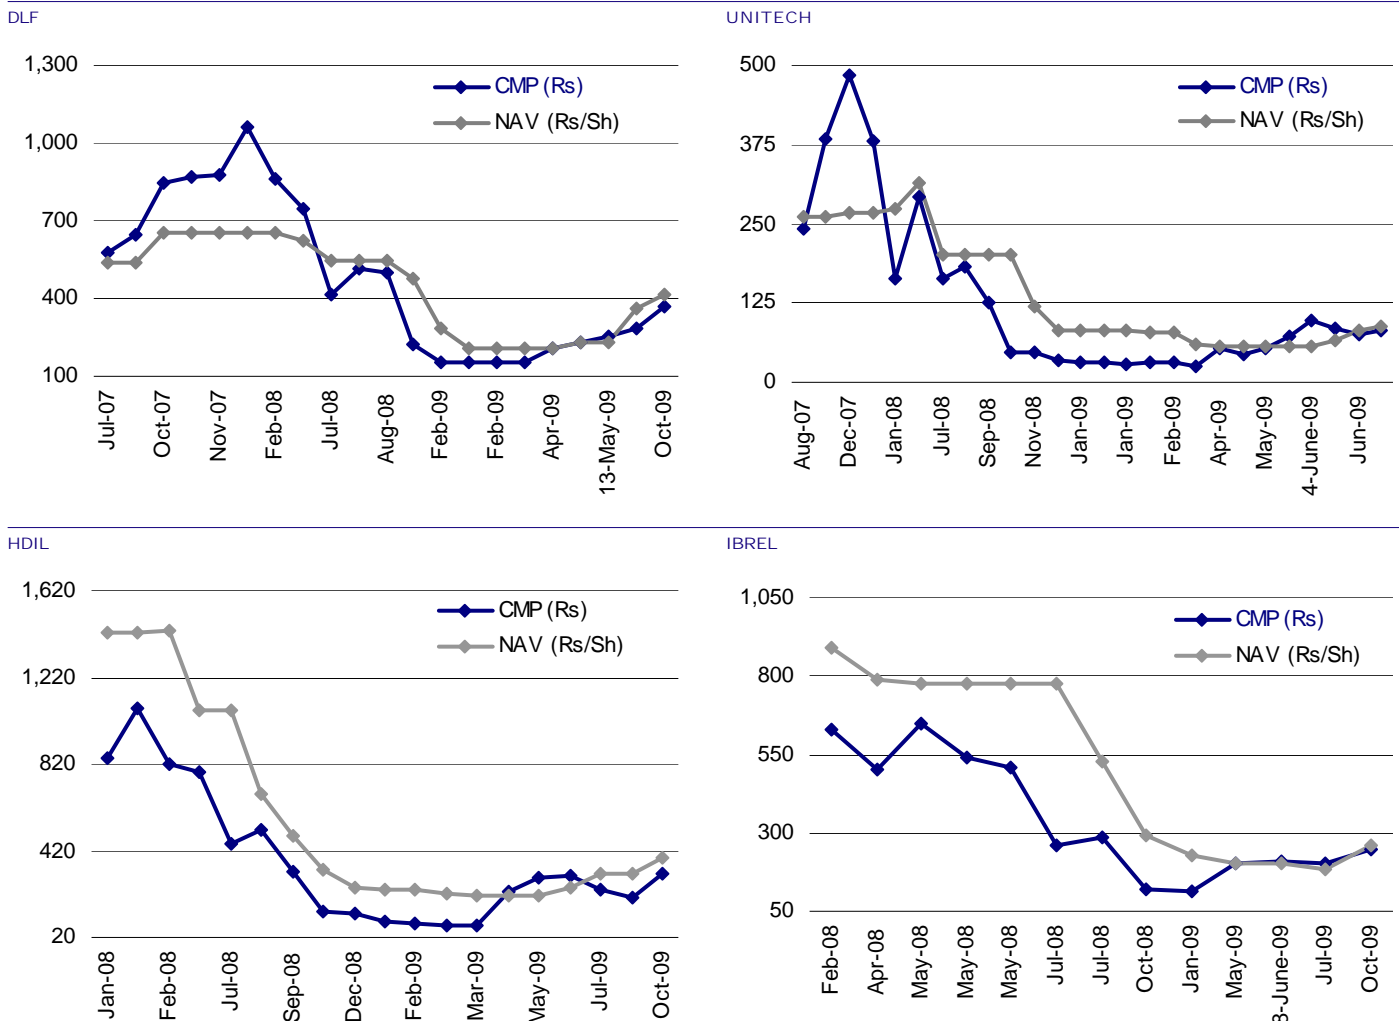 DLF
1,300
1,000
700
400
100
CMP (Rs)
NAV (Rs/Sh)
Jul-07
Oct-07
Nov-07
Feb-08
Jul-08
Aug-08
Feb-09
Feb-09
Apr-09
13-May-09
Oct-09
UNITECH
500
375
250
125
0
CMP (Rs)
NAV (Rs/Sh)
Aug-07
Dec-07
Jan-08
Jul-08
Sep-08
Nov-08
Jan-09
Jan-09
Feb-09
Apr-09
May-09
4-June-09
Jun-09
HDIL
1,620
1,220
820
420
20
CMP (Rs)
NAV (Rs/Sh)
Jan-08
Feb-08
Jul-08
Sep-08
Dec-08
Feb-09
Mar-09
May-09
Jul-09
Oct-09
IBREL
1,050
800
550
300
50
CMP (Rs)
NAV (Rs/Sh)
Feb-08
Apr-08
May-08
May-08
May-08
Jul-08
Jul-08
Oct-08
Jan-09
May-09
3-June-09
Jul-09
Oct-09